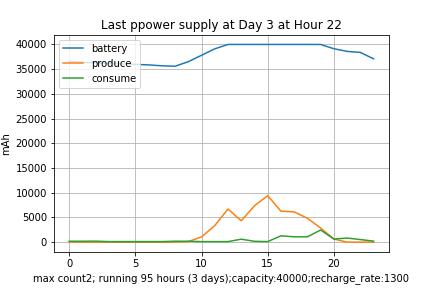 Last ppower supply at Day 3 at Hour 22
battery
produce
consume
40000
35000
30000
25000
20000
15000
10000
5000
0
mAh
0 5 10 15 20
max count2; running 95 hours (3 days);capacity:40000;recharge_rate:1300